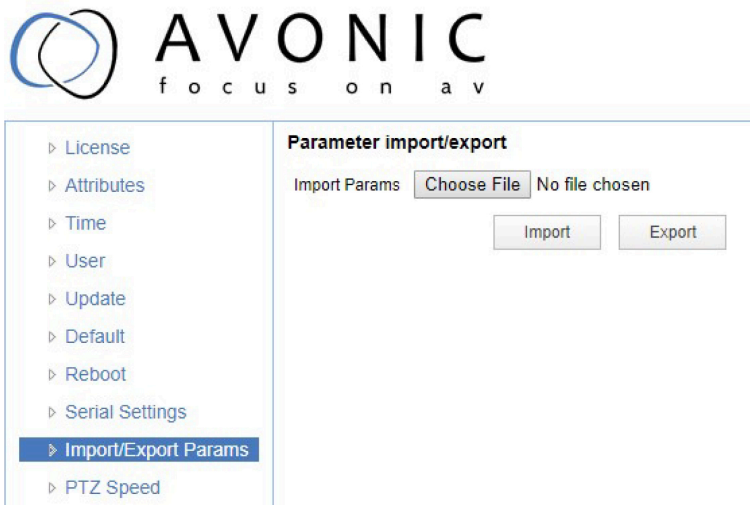 AVONIC
focus on av
License
Attributes
Time
User
Update
Default
Reboot
Serial Settings
Import/Export Params
PTZ Speed
Parameter import/export
Import Params Choose File No file chosen
Import Export